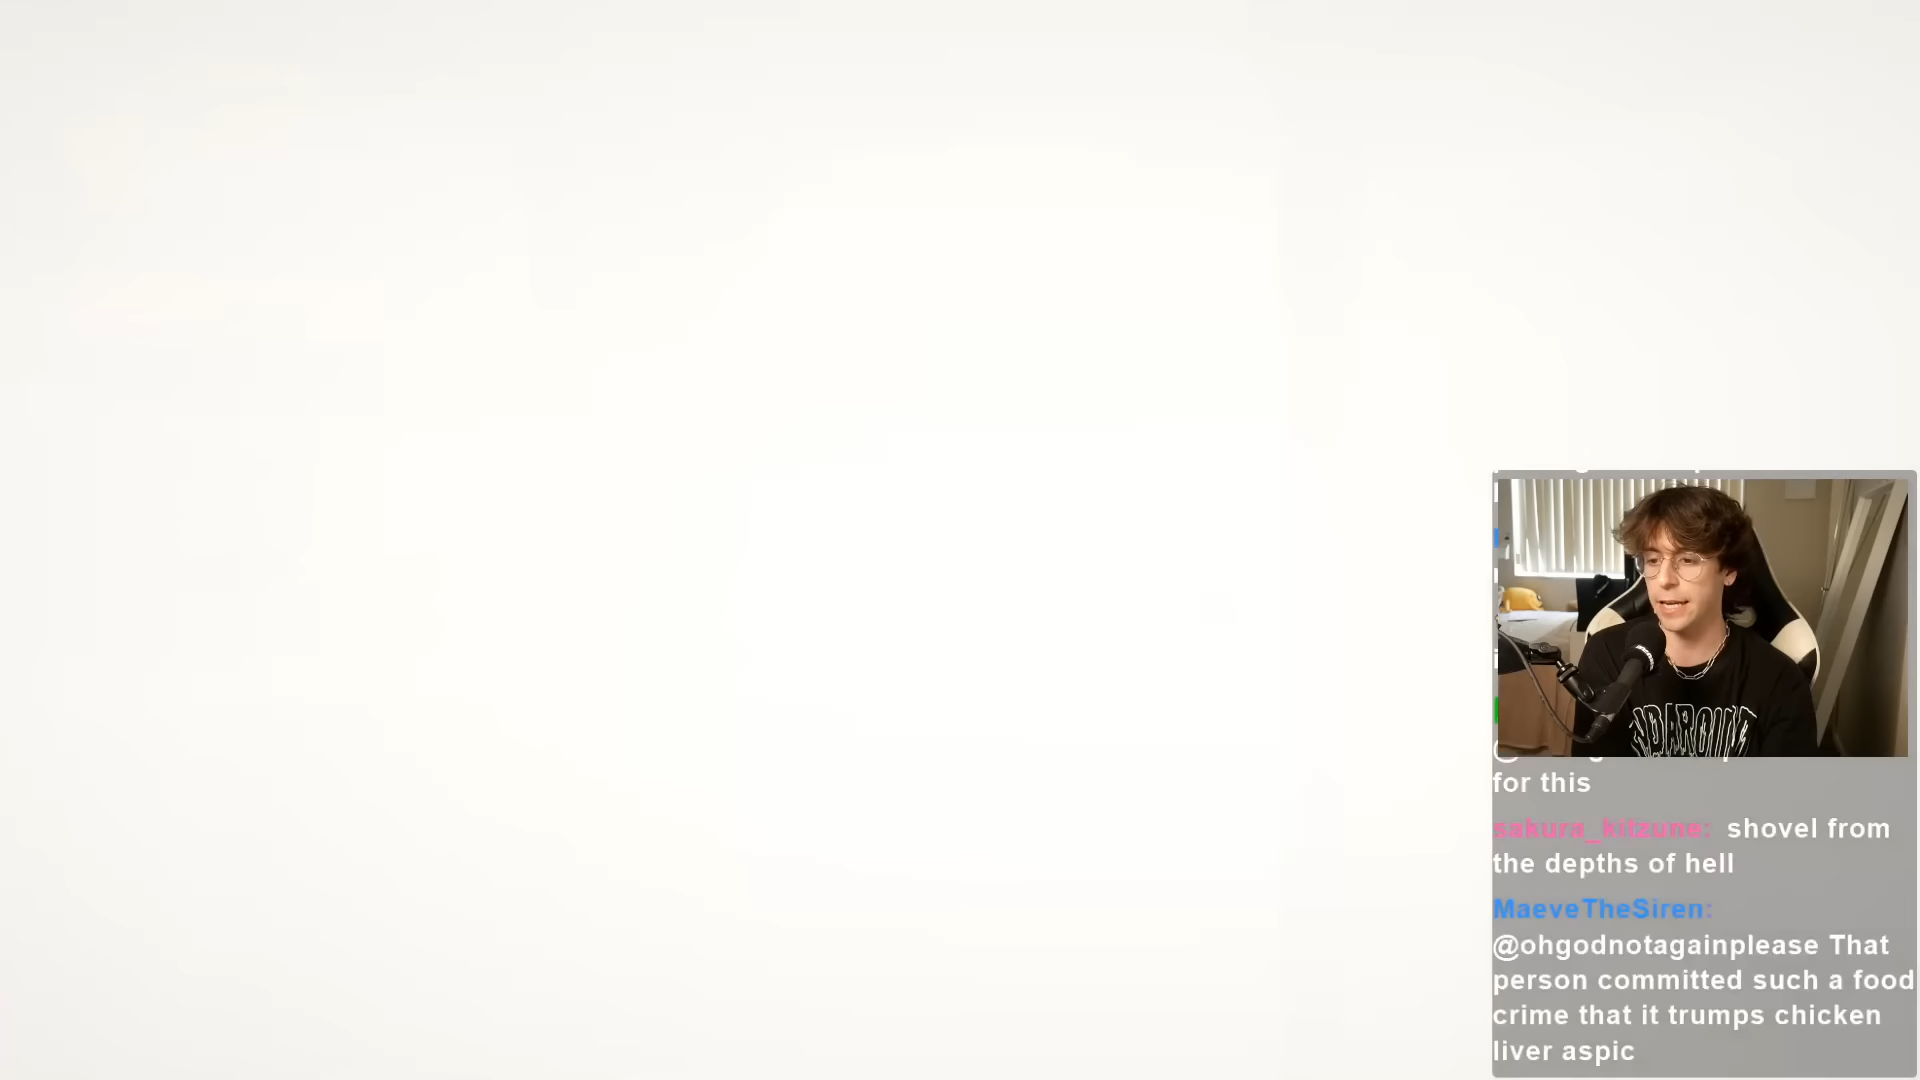 for this
sakura_kitzune: shovel from
the depths of hell
MaeveTheSiren:
@ohgodnotagainplease That
person committed such a food
crime that it trumps chicken
liver aspic